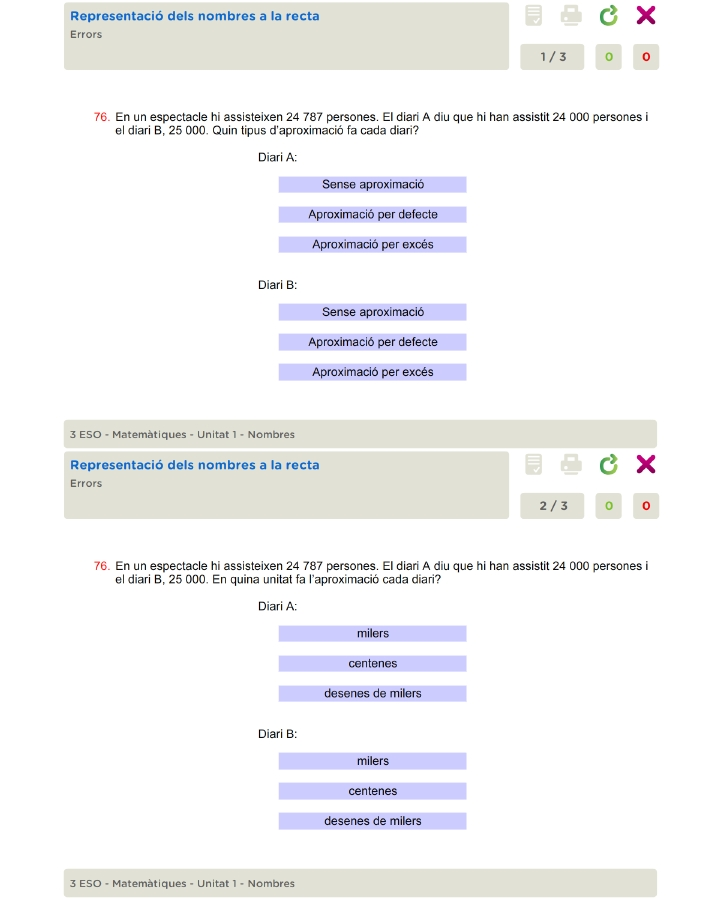 Representació dels nombres a la recta
Errors
1 / 3
0
0
76. En un espectacle hi assisteixen 24 787 persones. El diari A diu que hi han assistit 24 000 persones i
el diari B, 25 000. Quin tipus d'aproximació fa cada diari?
Diari A:
Sense aproximació
Aproximació per defecte
Aproximació per excés
Diari B:
Sense aproximació
Aproximació per defecte
Aproximació per excés
3 ESO - Matemàtiques - Unitat 1 - Nombres
Representació dels nombres a la recta
Errors
2 / 3
0
0
76. En un espectacle hi assisteixen 24 787 persones. El diari A diu que hi han assistit 24 000 persones i
el diari B, 25 000. En quina unitat fa l'aproximació cada diari?
Diari A:
milers
centenes
desenes de milers
Diari B:
milers
centenes
desenes de milers
3 ESO - Matemàtiques - Unitat 1 - Nombres